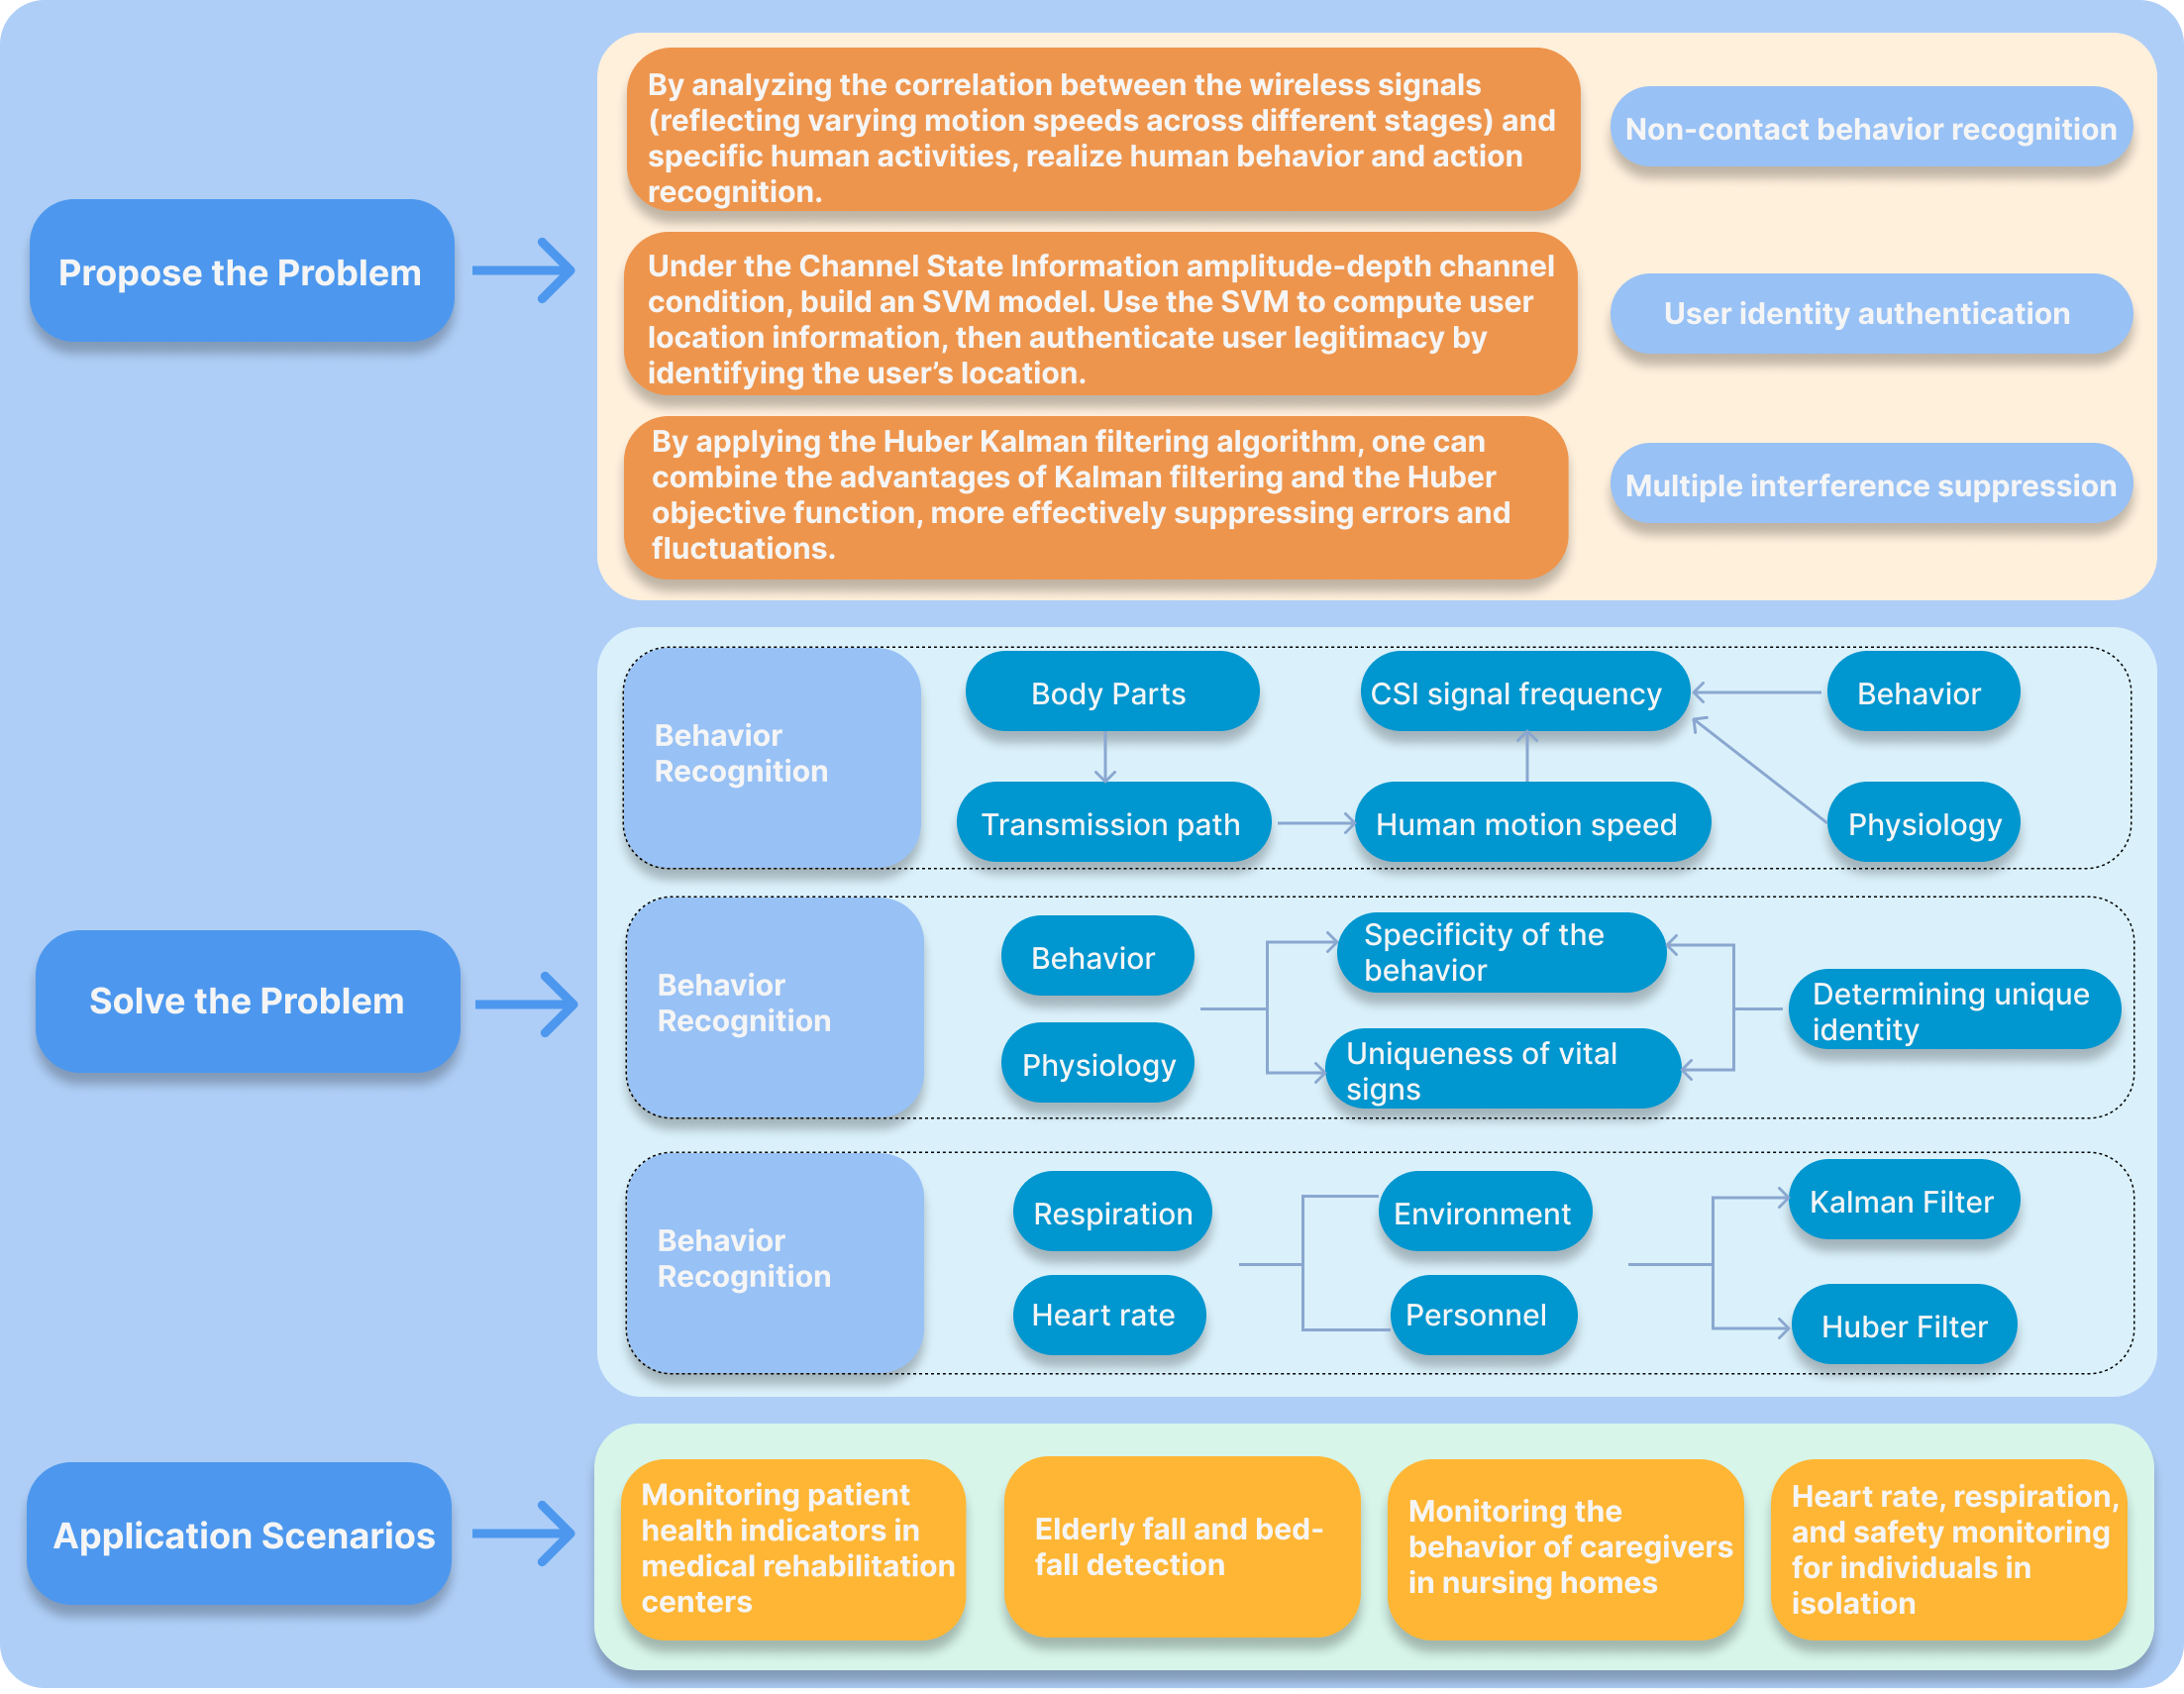 Propose the Problem
By analyzing the correlation between the wireless signals
(reflecting varying motion speeds across different stages) and
specific human activities, realize human behavior and action
recognition.
Non-contact behavior recognition
Under the Channel State Information amplitude-depth channel
condition, build an SVM model. Use the SVM to compute user
location information, then authenticate user legitimacy by
identifying the user’s location.
User identity authentication
By applying the Huber Kalman filtering algorithm, one can
combine the advantages of Kalman filtering and the Huber
objective function, more effectively suppressing errors and
fluctuations.
Multiple interference suppression
Solve the Problem
Behavior
Recognition
Body Parts
CSI signal frequency
Behavior
Transmission path
Human motion speed
Physiology
Behavior
Recognition
Behavior
Physiology
Specificity of the
behavior
Uniqueness of vital
signs
Determining unique
identity
Behavior
Recognition
Respiration
Heart rate
Environment
Personnel
Kalman Filter
Huber Filter
Application Scenarios
Monitoring patient
health indicators in
medical rehabilitation
centers
Elderly fall and bed-
fall detection
Monitoring the
behavior of caregivers
in nursing homes
Heart rate, respiration,
and safety monitoring
for individuals in
isolation